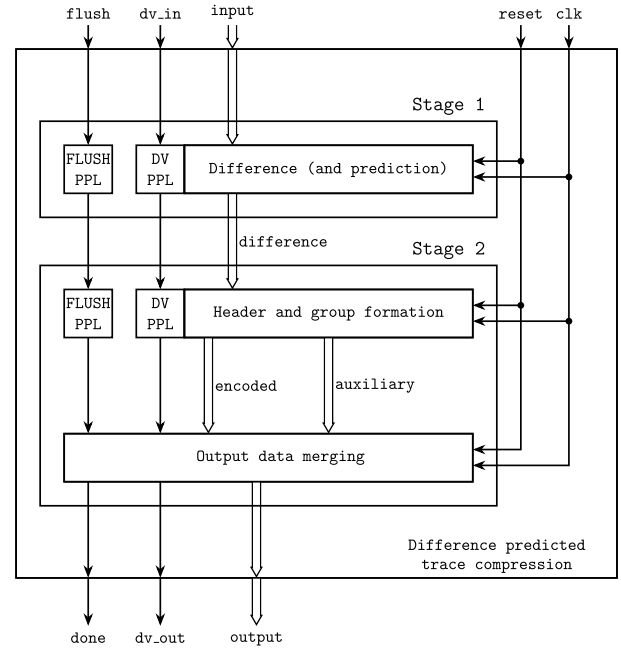 flush dv_in input reset clk
Stage 1
FLUSH PPL
DV PPL
Difference (and prediction)
difference
Stage 2
FLUSH PPL
DV PPL
Header and group formation
encoded
auxiliary
Output data merging
Difference predicted
trace compression
done dv_out output